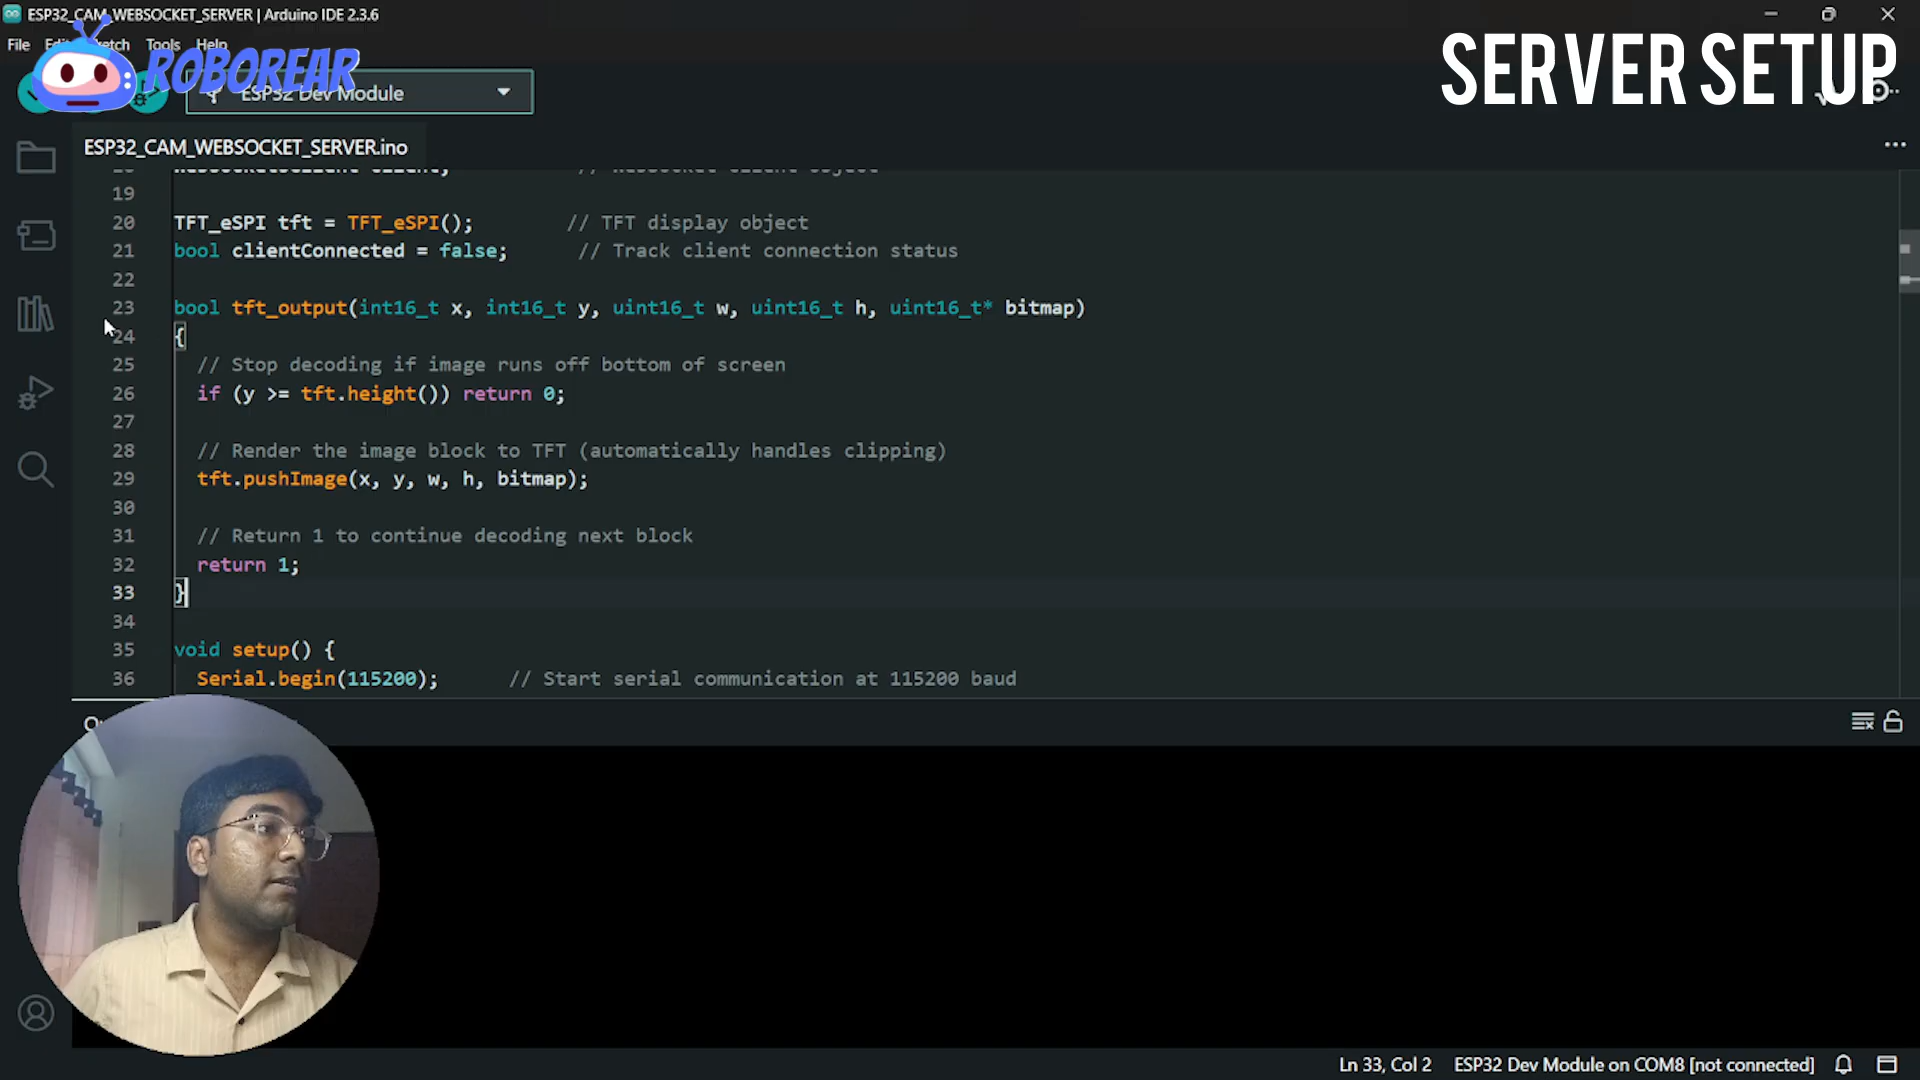 ESP32_CAM_WEBSOCKET_SERVER | Arduino IDE 2.3.6
File Tools Help
ROBOREAR
SERVER SETUP
ESP32 Dev Module
ESP32_CAM_WEBSOCKET_SERVER.ino
19
20 TFT_eSPI tft = TFT_eSPI(); // TFT display object
21 bool clientConnected = false; // Track client connection status
22
23 bool tft_output(int16_t x, int16_t y, uint16_t w, uint16_t h, uint16_t* bitmap)
24 {
25 // Stop decoding if image runs off bottom of screen
26 if (y >= tft.height()) return 0;
27
28 // Render the image block to TFT (automatically handles clipping)
29 tft.pushImage(x, y, w, h, bitmap);
30
31 // Return 1 to continue decoding next block
32 return 1;
33 }
34
35 void setup() {
36 Serial.begin(115200); // Start serial communication at 115200 baud
Ln 33, Col 2 ESP32 Dev Module on COM8 [not connected]